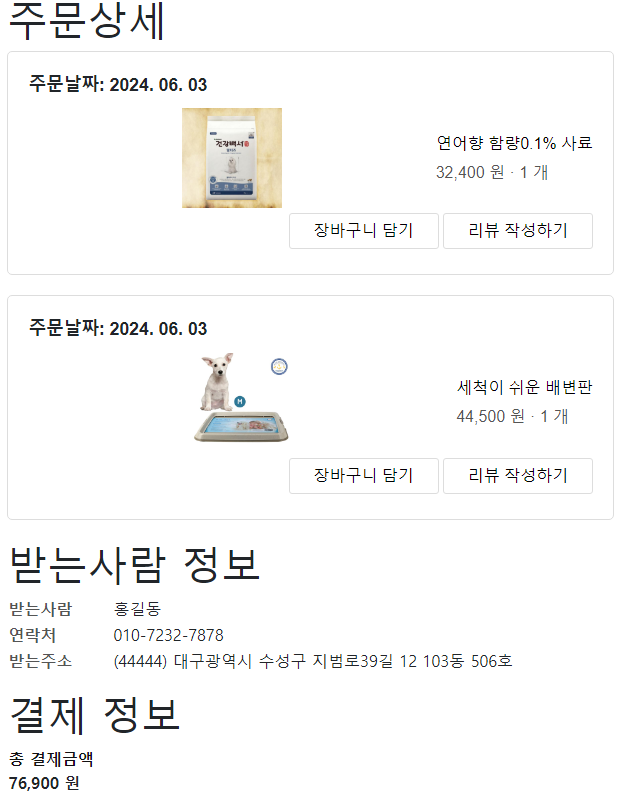 주문상세
주문날짜: 2024. 06. 03
건강백서
연어향 함량0.1% 사료
32,400 원 · 1 개
장바구니 담기
리뷰 작성하기
주문날짜: 2024. 06. 03
M
세척이 쉬운 배변판
44,500 원 · 1 개
장바구니 담기
리뷰 작성하기
받는사람 정보
받는사람 홍길동
연락처 010-7232-7878
받는주소 (44444) 대구광역시 수성구 지범로39길 12 103동 506호
결제 정보
총 결제금액
76,900 원